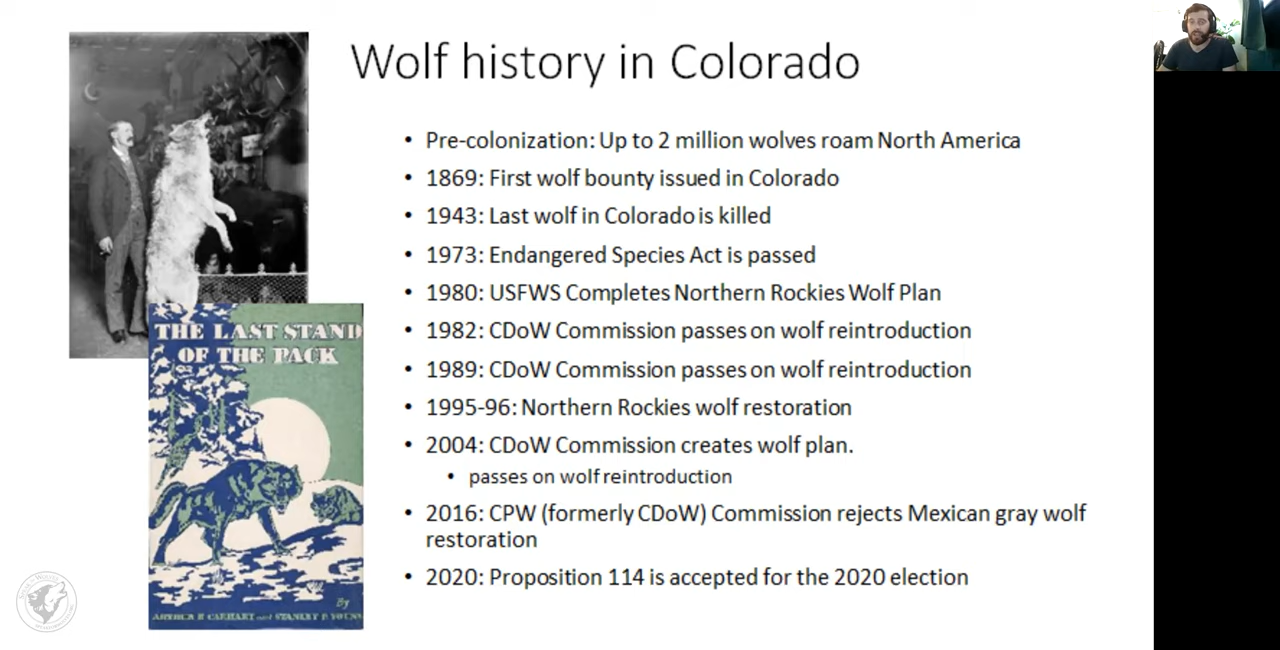 Wolf history in Colorado
• Pre-colonization: Up to 2 million wolves roam North America
• 1869: First wolf bounty issued in Colorado
• 1943: Last wolf in Colorado is killed
• 1973: Endangered Species Act is passed
• 1980: USFWS Completes Northern Rockies Wolf Plan
• 1982: CDoW Commission passes on wolf reintroduction
• 1989: CDoW Commission passes on wolf reintroduction
• 1995-96: Northern Rockies wolf restoration
• 2004: CDoW Commission creates wolf plan.
• passes on wolf reintroduction
• 2016: CPW (formerly CDoW) Commission rejects Mexican gray wolf
restoration
• 2020: Proposition 114 is accepted for the 2020 election
THE LAST STAND
OF THE PACK
By
ARTHUR H CARHART and STANLEY P YOUNG